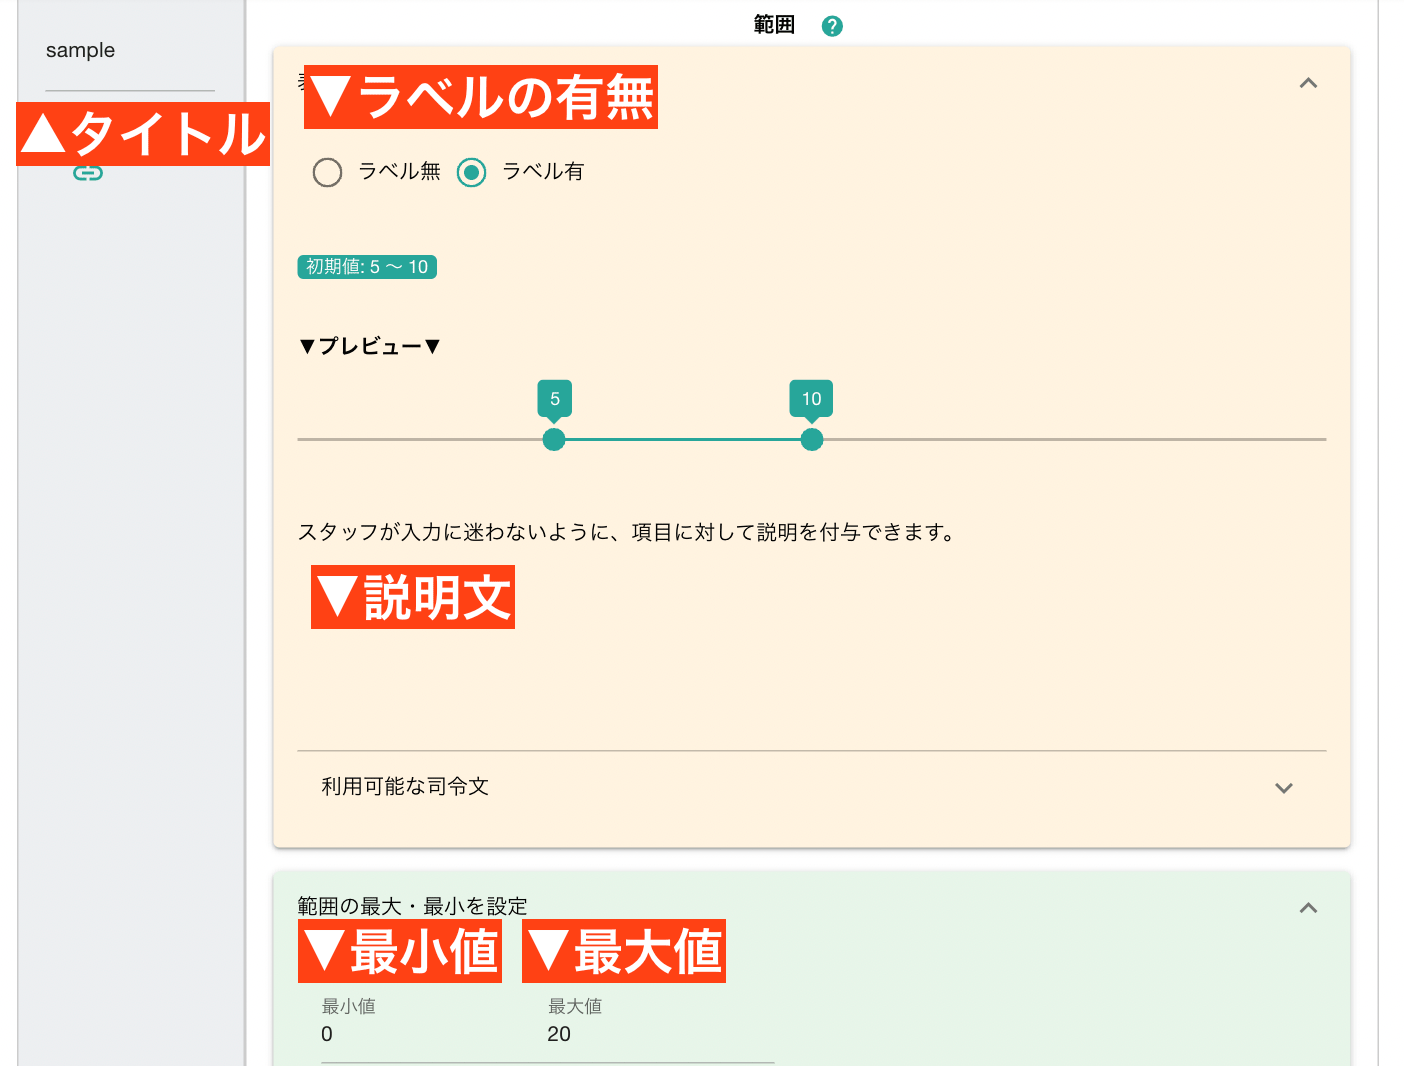 sample
▲タイトル
範囲
▼ラベルの有無
ラベル無
ラベル有
初期値: 5 〜 10
▼プレビュー▼
5
10
スタッフが入力に迷わないように、項目に対して説明を付与できます。
▼説明文
利用可能な司令文
範囲の最大・最小を設定
▼最小値
▼最大値
最小値
最大値
0
20